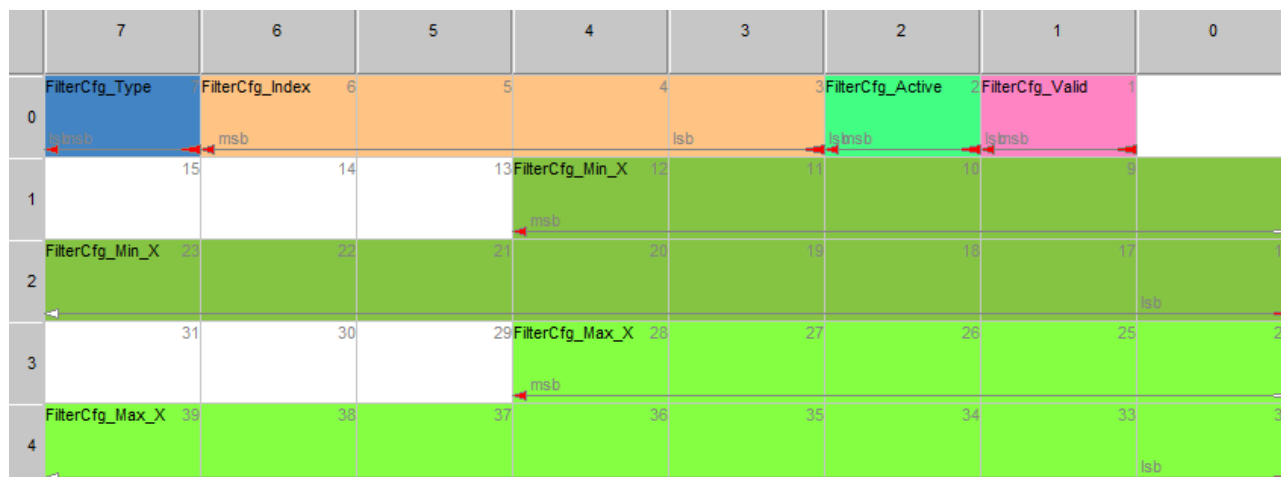 7 6 5 4 3 2 1 0
0 FilterCfg_Type 7 FilterCfg_Index 6 5 4 3 FilterCfg_Active 2 FilterCfg_Valid 1
lsb msb msb lsb lsb msb lsb msb
1 15 14 13 FilterCfg_Min_X 12 11 10 9
msb
2 FilterCfg_Min_X 23 22 21 20 19 18 17 1
lsb
3 31 30 29 FilterCfg_Max_X 28 27 26 25 2
msb
4 FilterCfg_Max_X 39 38 37 36 35 34 33 3
lsb